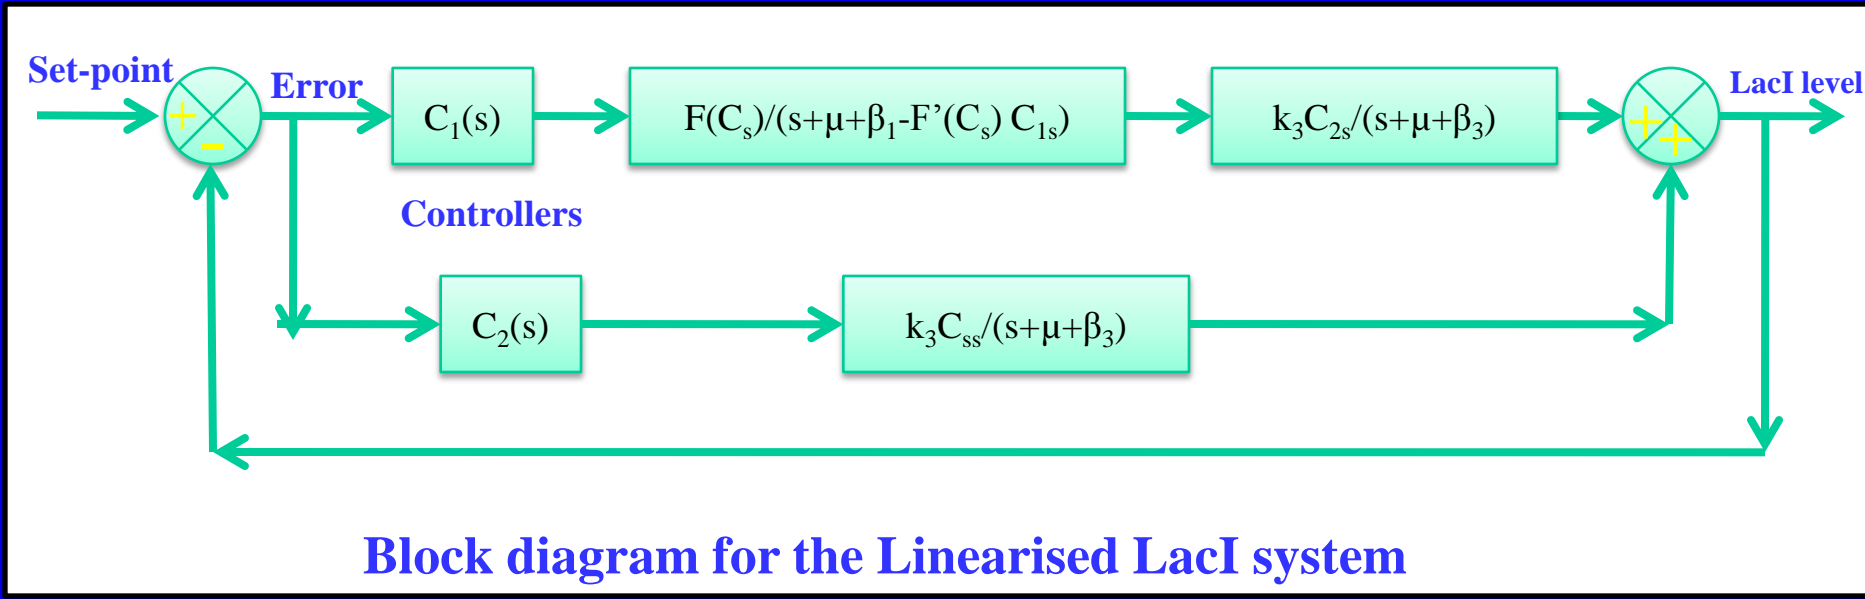 Set-point
Error
LacI level
+
−
C₁(s)
F(Cₛ)/(s+μ+β₁-F’(Cₛ) C₁ₛ)
k₃C₂ₛ/(s+μ+β₃)
+
+
Controllers
C₂(s)
k₃Cₛₛ/(s+μ+β₃)
Block diagram for the Linearised LacI system